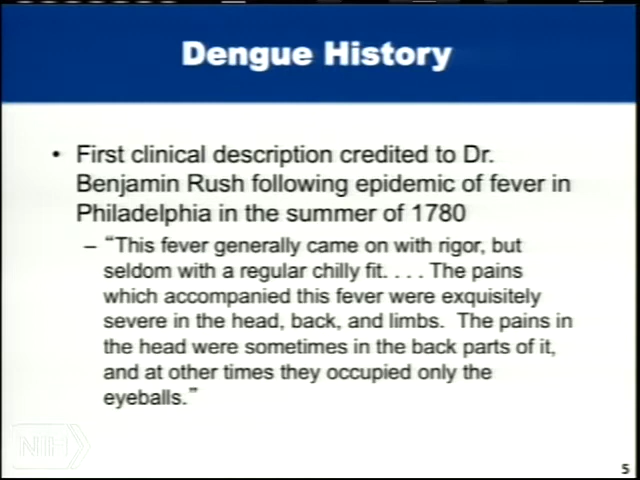 Dengue History
• First clinical description credited to Dr.
Benjamin Rush following epidemic of fever in
Philadelphia in the summer of 1780
– “This fever generally came on with rigor, but
seldom with a regular chilly fit. . . . The pains
which accompanied this fever were exquisitely
severe in the head, back, and limbs. The pains in
the head were sometimes in the back parts of it,
and at other times they occupied only the
eyeballs.”
NIH
5